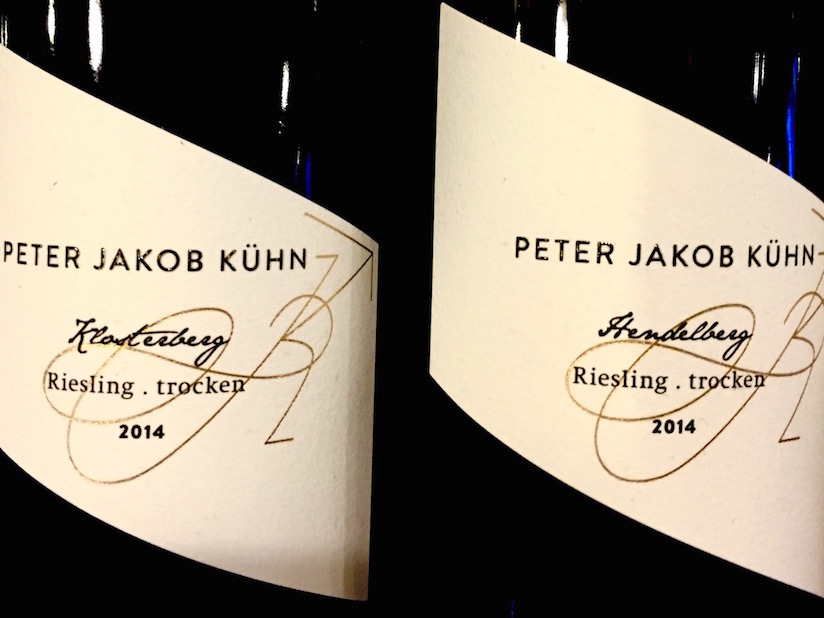 PETER JAKOB KÜHN
Klosterberg
Riesling . trocken
2014
PETER JAKOB KÜHN
Hendelberg
Riesling . trocken
2014